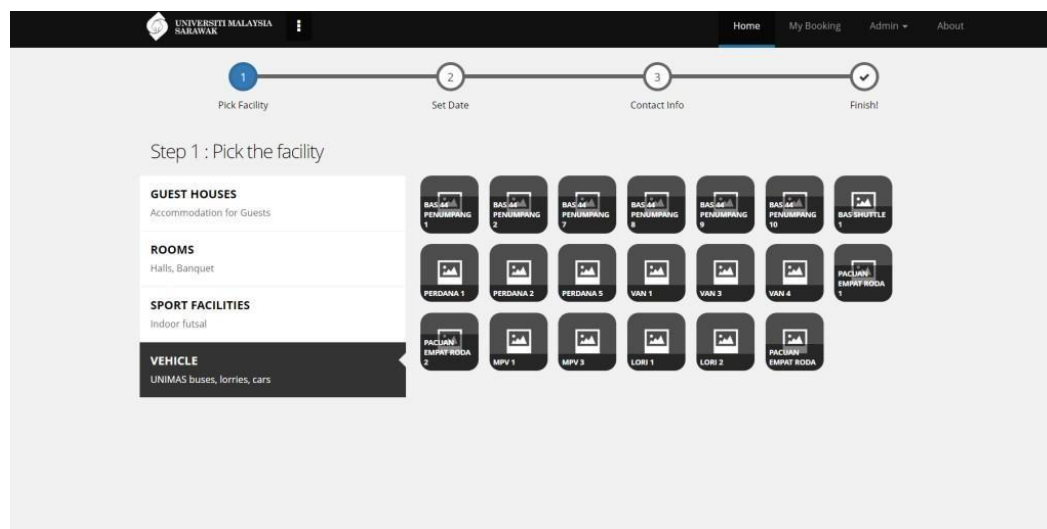 UNIVERSITI MALAYSIA
SARAWAK
Home
My Booking
Admin
About
1
2
3
Pick Facility
Set Date
Contact Info
Finish!
Step 1 : Pick the facility
GUEST HOUSES
Accommodation for Guests
ROOMS
Halls, Banquet
SPORT FACILITIES
Indoor futsal
VEHICLE
UNIMAS buses, lorries, cars
BAS 44
PENUMPANG
1
BAS 44
PENUMPANG
2
BAS 44
PENUMPANG
7
BAS 44
PENUMPANG
8
BAS 44
PENUMPANG
9
BAS 44
PENUMPANG
10
BAS SHUTTLE
1
PERDANA 1
PERDANA 2
PERDANA 5
VAN 1
VAN 3
VAN 4
PACUAN
EMPAT RODA
1
PACUAN
EMPAT RODA
2
MPV 1
MPV 3
LORI 1
LORI 2
PACUAN
EMPAT RODA